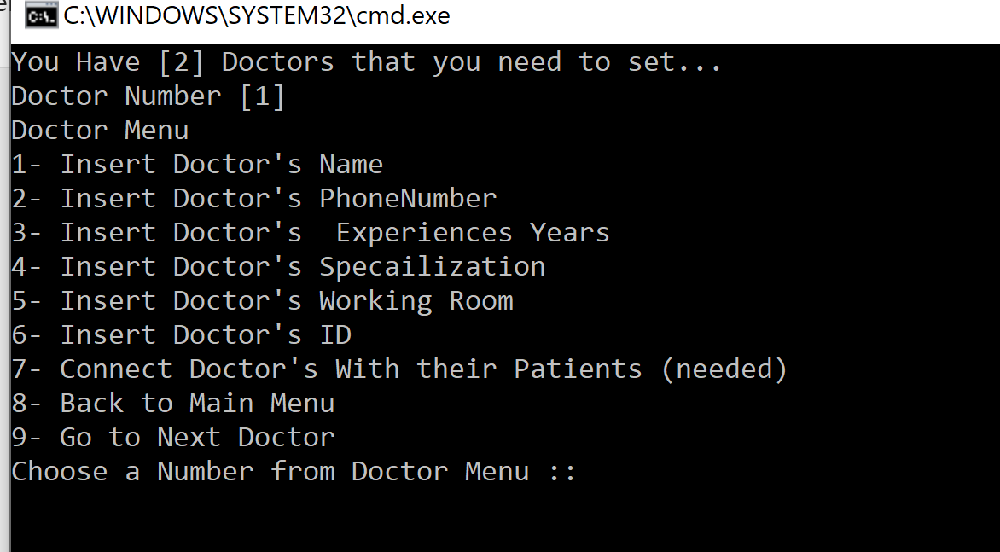 C:\WINDOWS\SYSTEM32\cmd.exe
You Have [2] Doctors that you need to set...
Doctor Number [1]
Doctor Menu
1- Insert Doctor's Name
2- Insert Doctor's PhoneNumber
3- Insert Doctor's  Experiences Years
4- Insert Doctor's Specailization
5- Insert Doctor's Working Room
6- Insert Doctor's ID
7- Connect Doctor's With their Patients (needed)
8- Back to Main Menu
9- Go to Next Doctor
Choose a Number from Doctor Menu ::